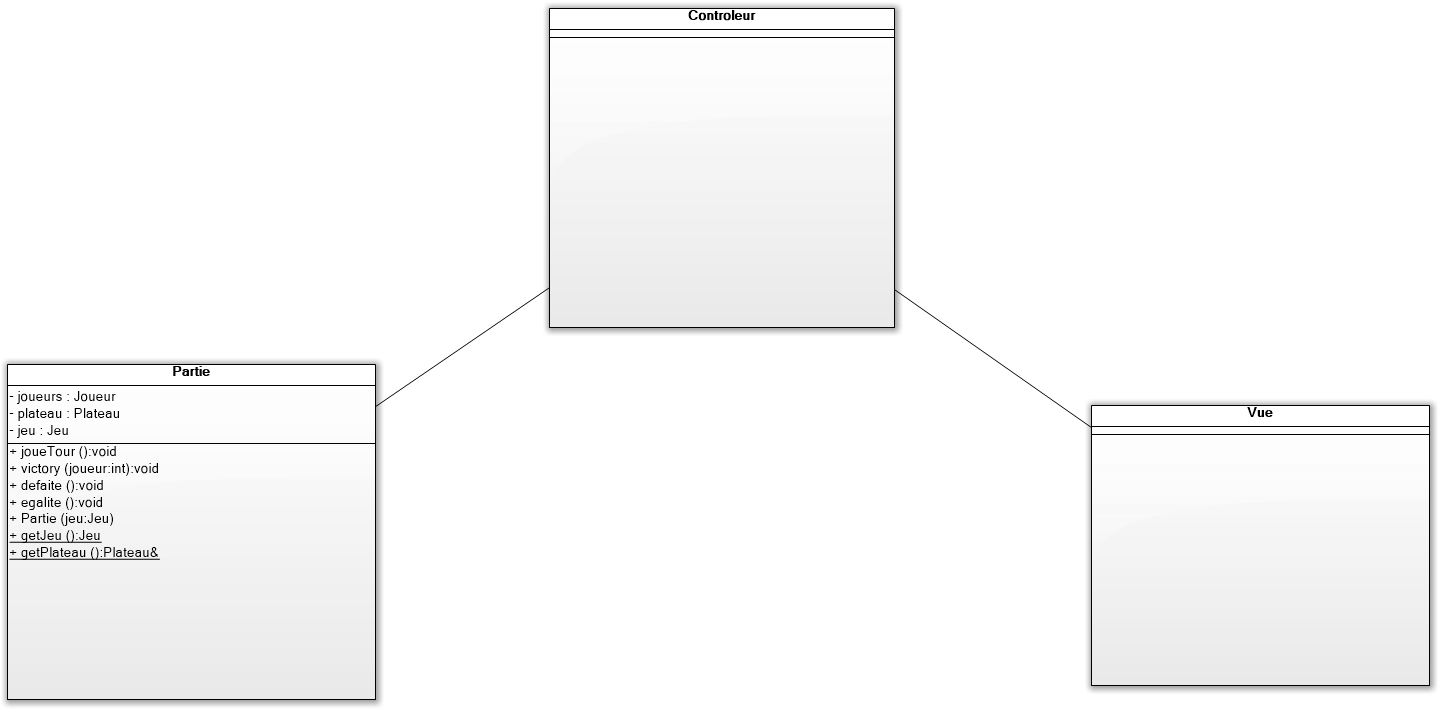 Controleur
Partie
- joueurs : Joueur
- plateau : Plateau
- jeu : Jeu
+ joueTour ():void
+ victory (joueur:int):void
+ defaite ():void
+ egalite ():void
+ Partie (jeu:Jeu)
+ getJeu ():Jeu
+ getPlateau ():Plateau&
Vue